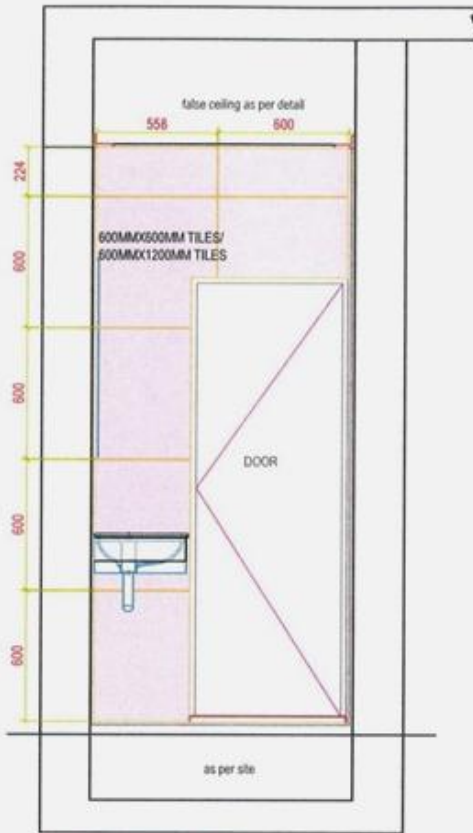 false ceiling as per detail
558 600
224
600MMX600MM TILES/
600MMX1200MM TILES
600
600
DOOR
600
600
as per site